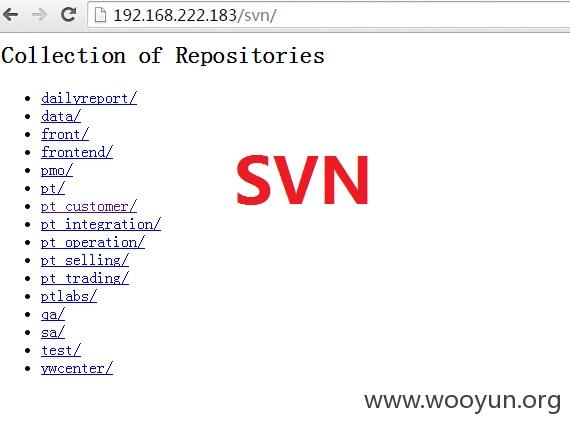 192.168.222.183/svn/
Collection of Repositories
dailyreport/
data/
front/
frontend/
pmo/
pt/
pt_customer/
pt_integration/
pt_operation/
pt_selling/
pt_trading/
ptlabs/
qa/
sa/
test/
ywcenter/
SVN
www.wooyun.org